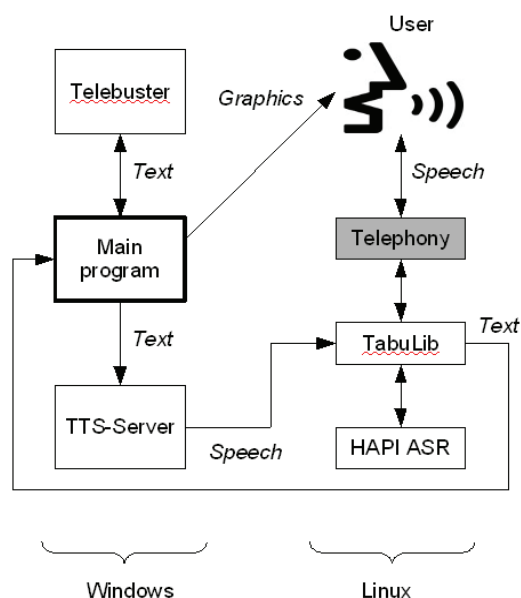 User
Telebuster
Graphics
Text
Speech
Main
program
Telephony
Text
TabuLib
Text
TTS-Server
Speech
HAPI ASR
Windows
Linux